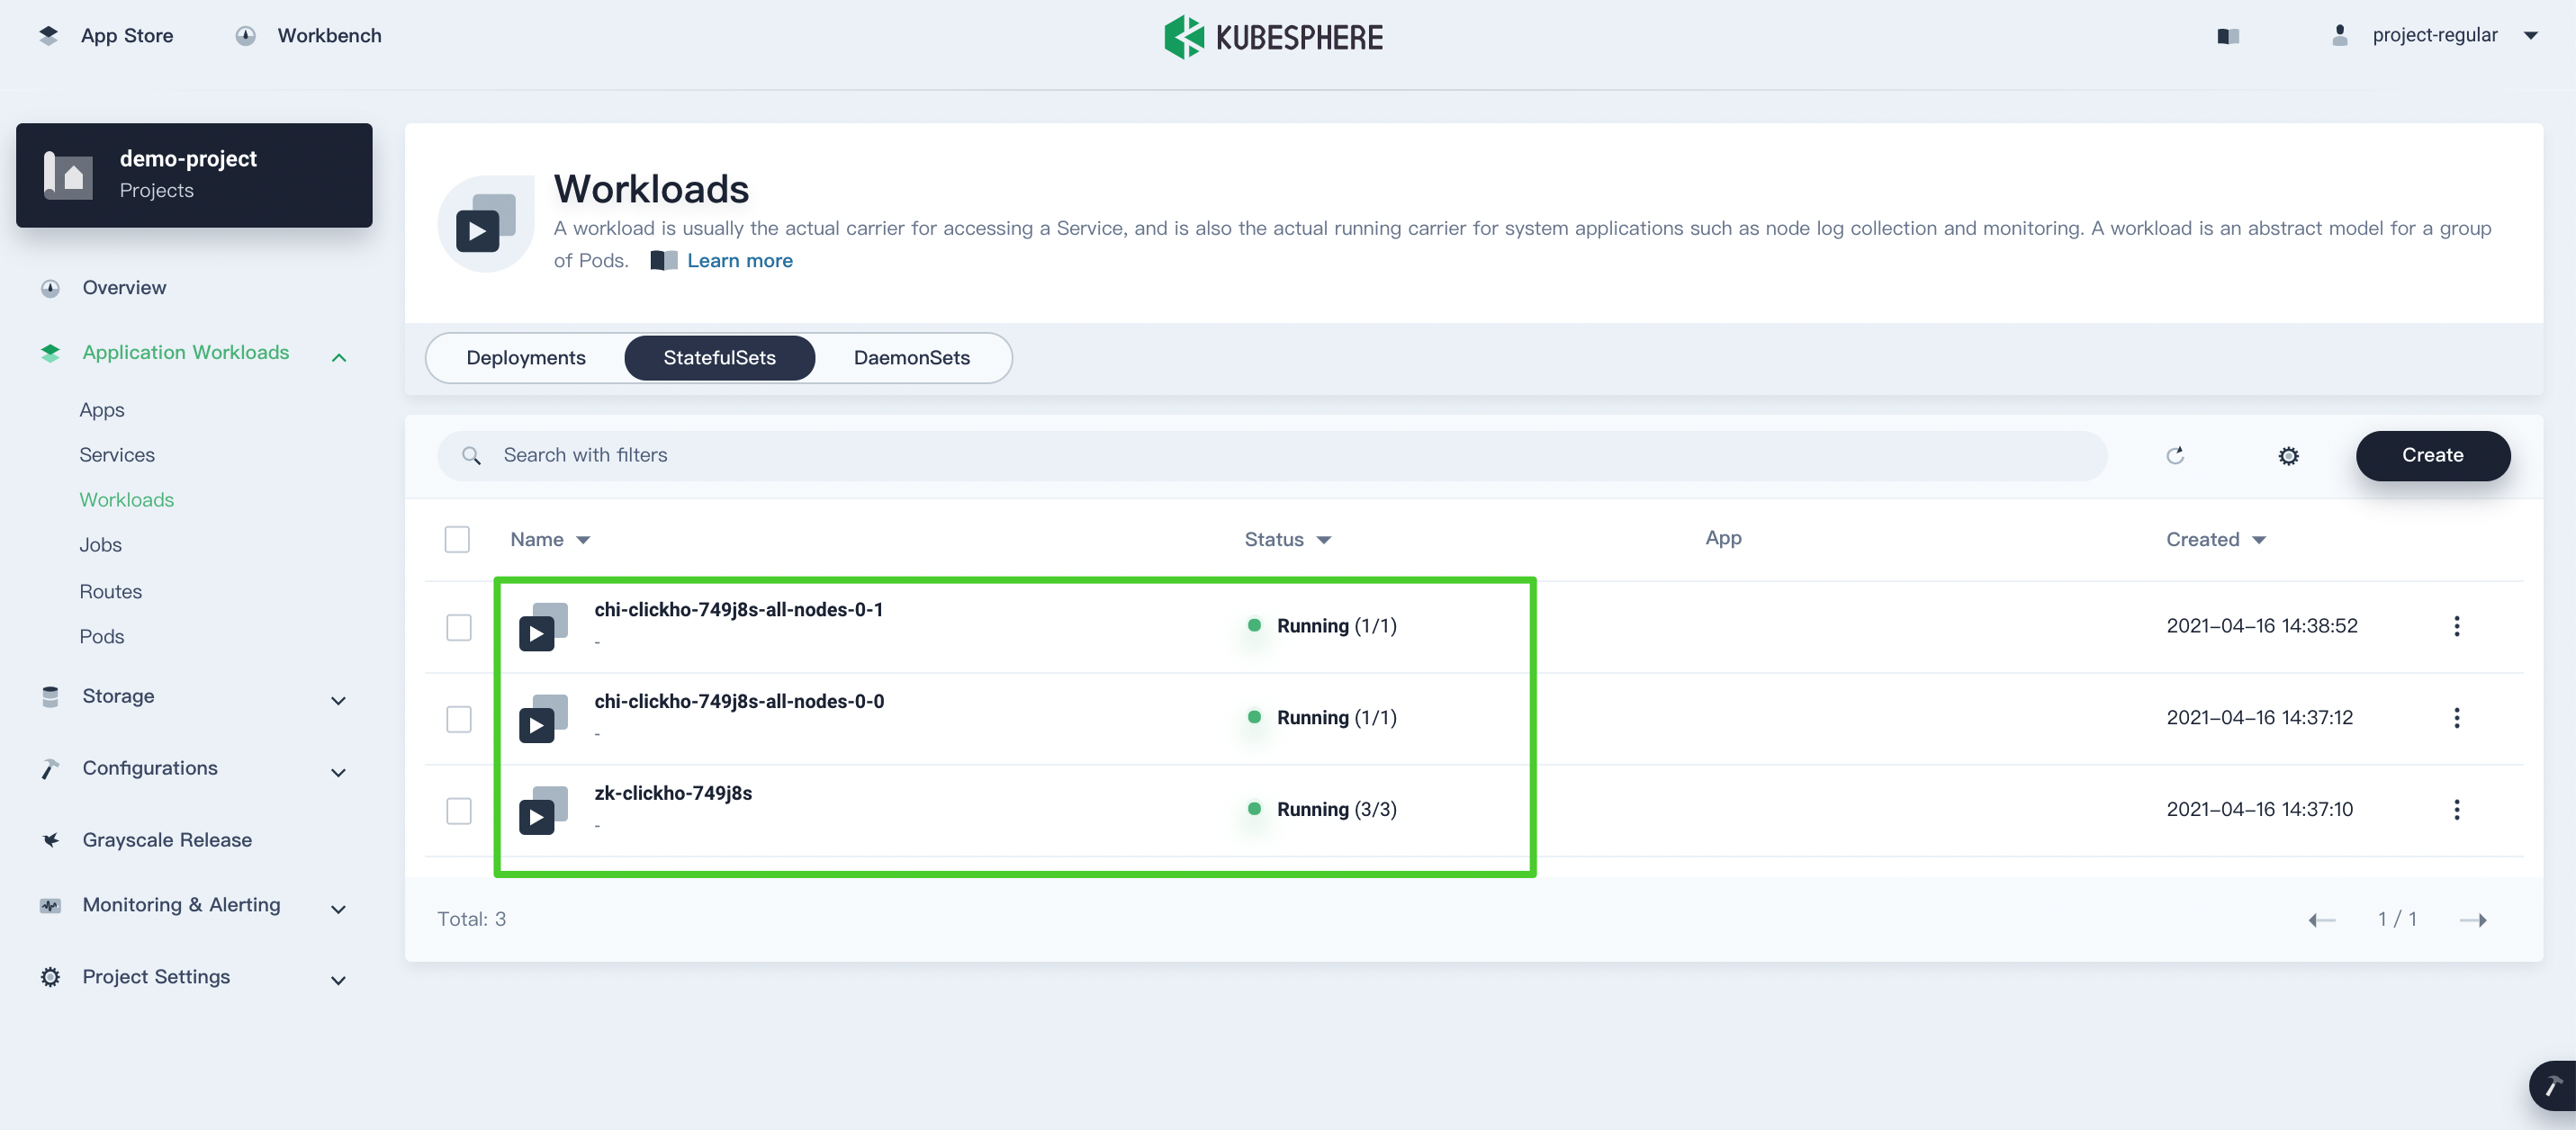 App Store
Workbench
KUBESPHERE
project-regular
demo-project
Projects
Overview
Application Workloads
Apps
Services
Workloads
Jobs
Routes
Pods
Storage
Configurations
Grayscale Release
Monitoring & Alerting
Project Settings
Workloads
A workload is usually the actual carrier for accessing a Service, and is also the actual running carrier for system applications such as node log collection and monitoring. A workload is an abstract model for a group
of Pods. Learn more
Deployments StatefulSets DaemonSets
Search with filters
Create
Name Status App Created
chi-clickho-749j8s-all-nodes-0-1
-
Running (1/1)
2021-04-16 14:38:52
chi-clickho-749j8s-all-nodes-0-0
-
Running (1/1)
2021-04-16 14:37:12
zk-clickho-749j8s
-
Running (3/3)
2021-04-16 14:37:10
Total: 3
1 / 1